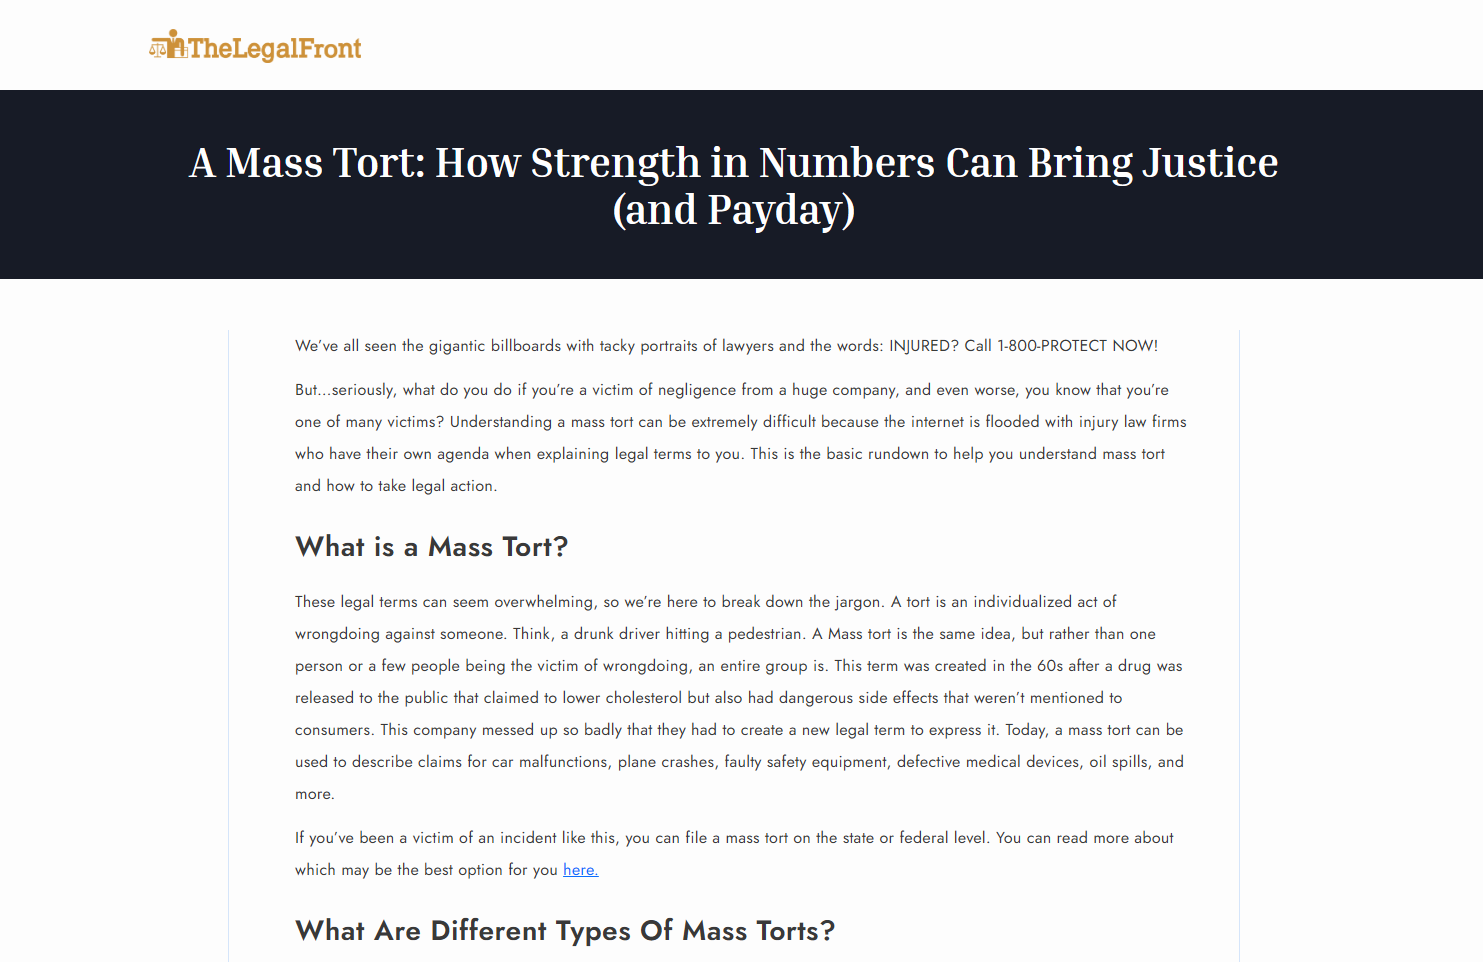 TheLegalFront
A Mass Tort: How Strength in Numbers Can Bring Justice
(and Payday)
We’ve all seen the gigantic billboards with tacky portraits of lawyers and the words: INJURED? Call 1-800-PROTECT NOW!
But…seriously, what do you do if you’re a victim of negligence from a huge company, and even worse, you know that you’re
one of many victims? Understanding a mass tort can be extremely difficult because the internet is flooded with injury law firms
who have their own agenda when explaining legal terms to you. This is the basic rundown to help you understand mass tort
and how to take legal action.
What is a Mass Tort?
These legal terms can seem overwhelming, so we’re here to break down the jargon. A tort is an individualized act of
wrongdoing against someone. Think, a drunk driver hitting a pedestrian. A Mass tort is the same idea, but rather than one
person or a few people being the victim of wrongdoing, an entire group is. This term was created in the 60s after a drug was
released to the public that claimed to lower cholesterol but also had dangerous side effects that weren’t mentioned to
consumers. This company messed up so badly that they had to create a new legal term to express it. Today, a mass tort can be
used to describe claims for car malfunctions, plane crashes, faulty safety equipment, defective medical devices, oil spills, and
more.
If you’ve been a victim of an incident like this, you can file a mass tort on the state or federal level. You can read more about
which may be the best option for you here.
What Are Different Types Of Mass Torts?